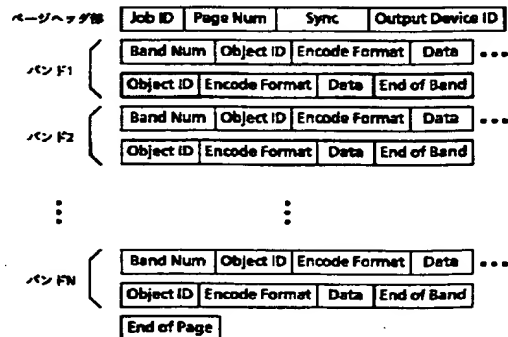 ページヘッダ部 Job ID Page Num Sync Output Device ID
バンド1 Band Num Object ID Encode Format Data •••
Object ID Encode Format Data End of Band
バンド2 Band Num Object ID Encode Format Data •••
Object ID Encode Format Data End of Band
バンドN Band Num Object ID Encode Format Data •••
Object ID Encode Format Data End of Band
End of Page